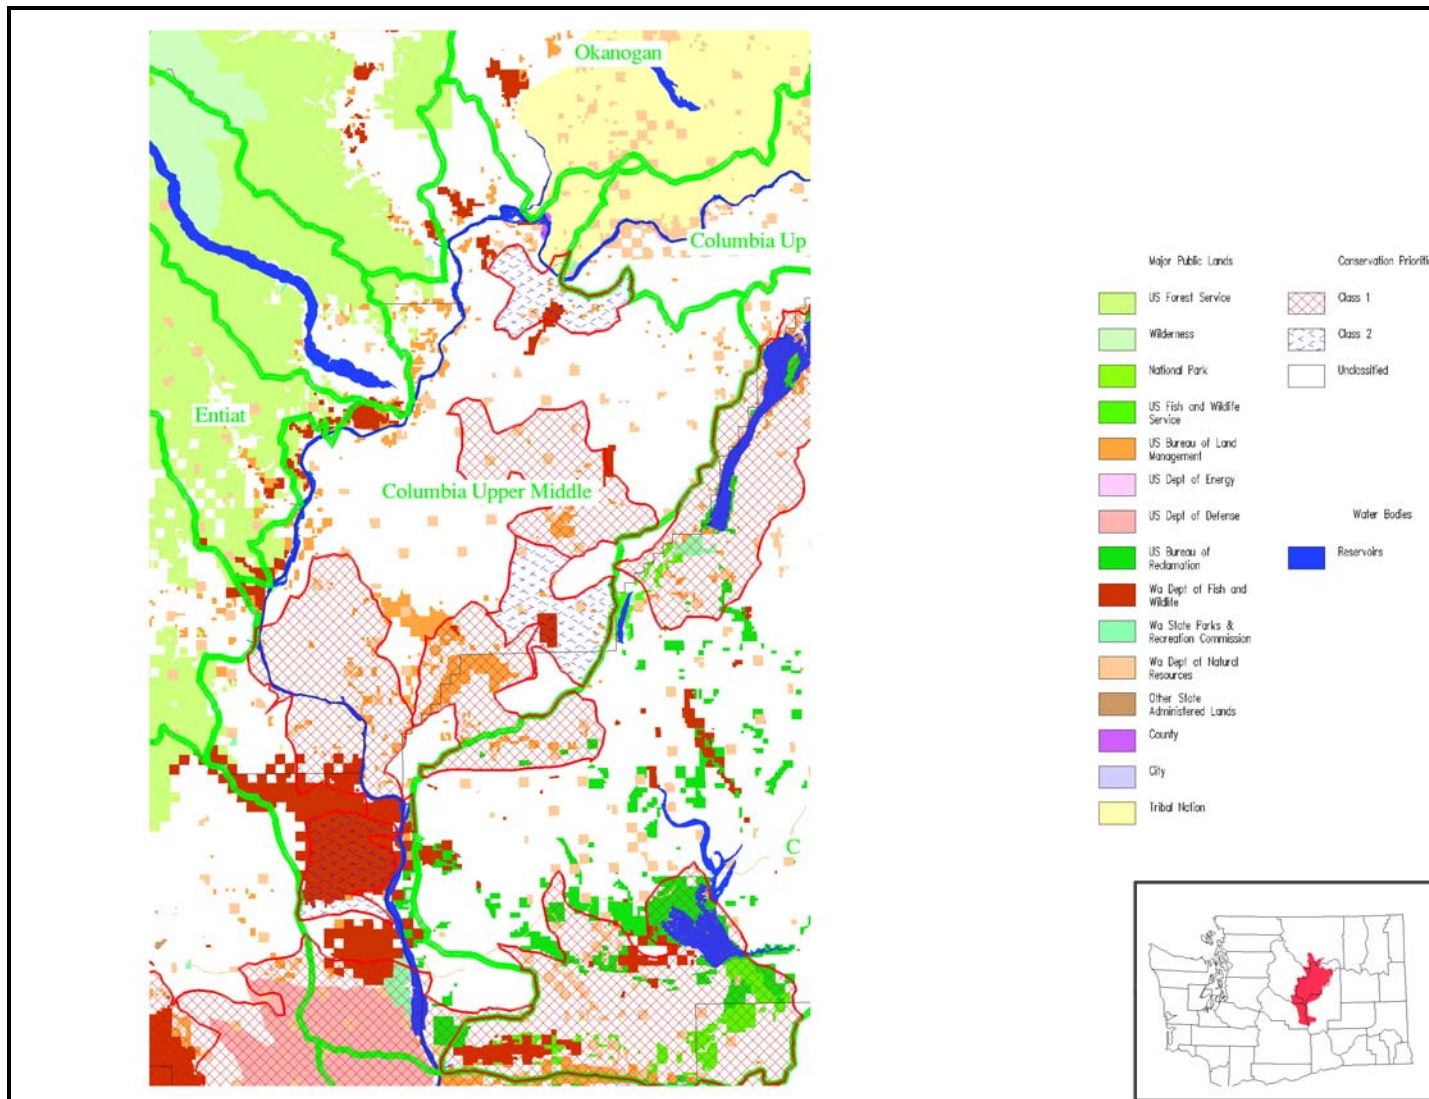 Okanogan
Columbia Up
Entiat
Columbia Upper Middle
C
Major Public Lands
US Forest Service
Wilderness
National Park
US Fish and Wildlife
Service
US Bureau of Land
Management
US Dept of Energy
US Dept of Defense
US Bureau of
Reclamation
Wa Dept of Fish and
Wildlife
Wa State Parks &
Recreation Commission
Wa Dept of Natural
Resources
Other State
Administered Lands
County
City
Tribal Nation
Conservation Prioriti
Class 1
Class 2
Unclassified
Water Bodies
Reservoirs